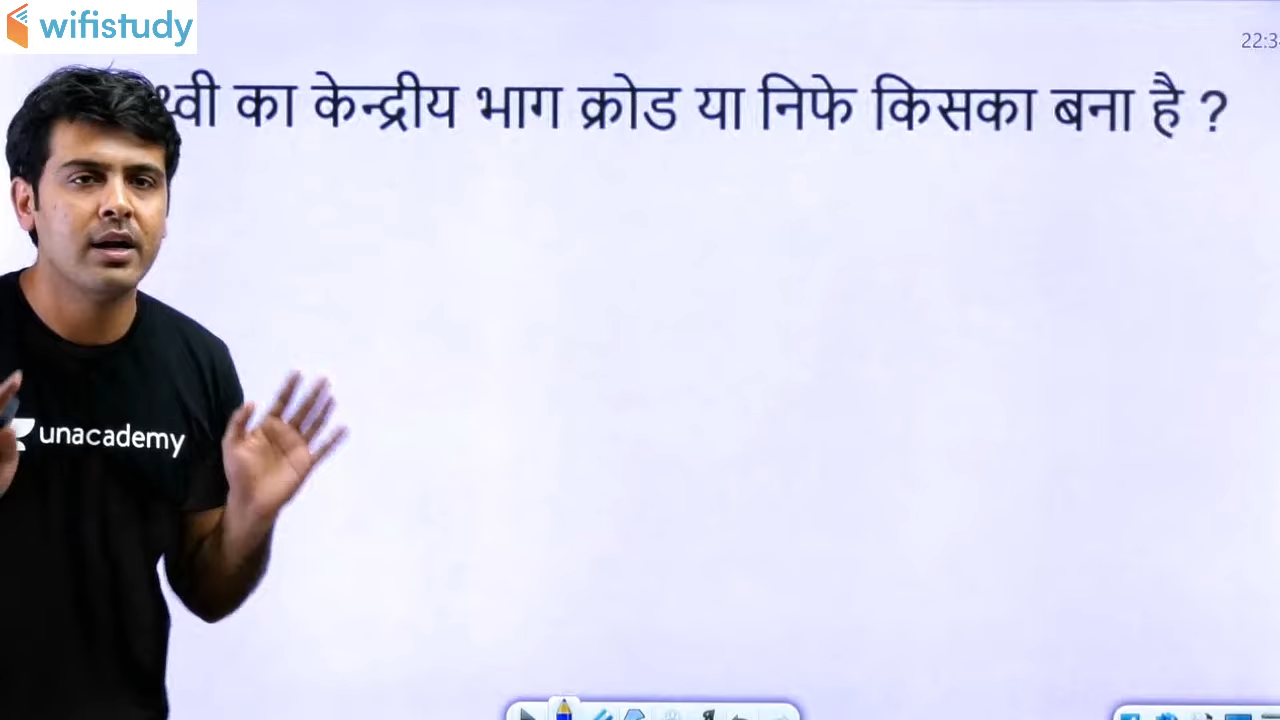 wifistudy
22:3
का केन्द्रीय भाग क्रोड या निफे किसका बना है ?
unacademy